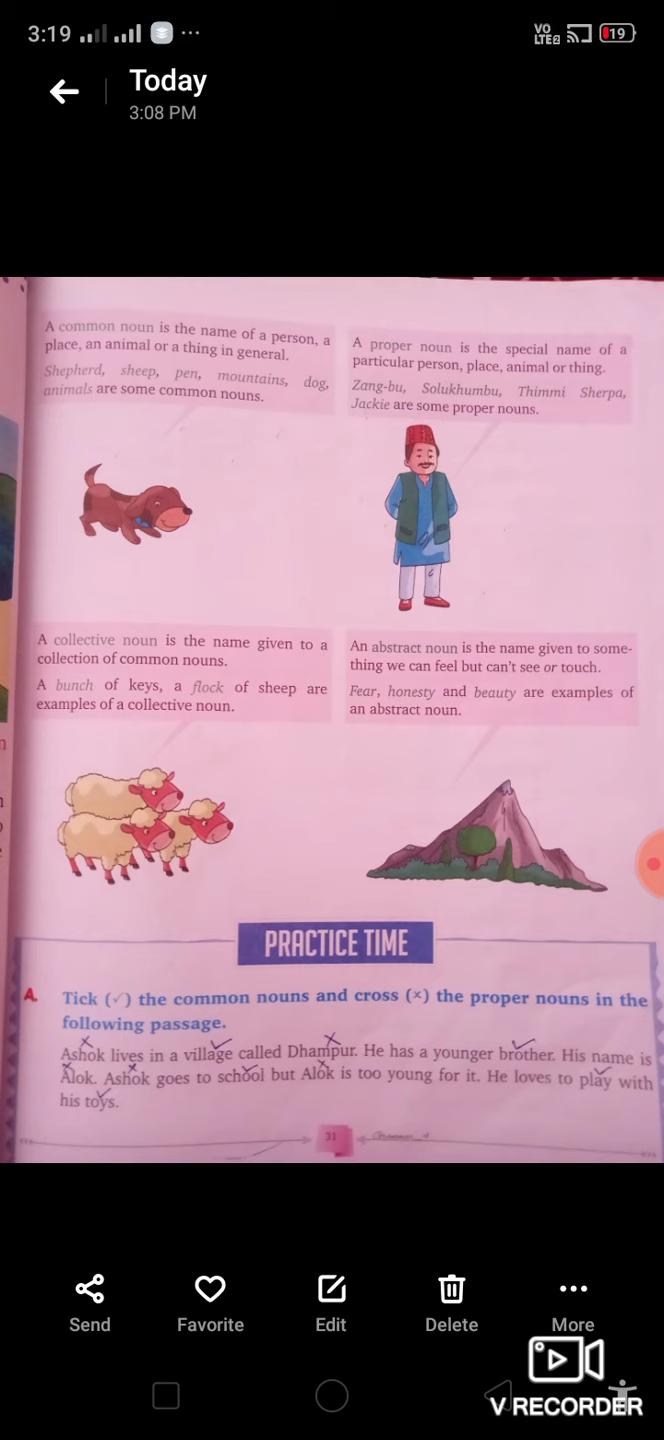 3:19
VO
LTE2
19
Today
3:08 PM
A common noun is the name of a person, a
place, an animal or a thing in general.
Shepherd, sheep, pen, mountains, dog,
animals are some common nouns.
A proper noun is the special name of a
particular person, place, animal or thing.
Zang-bu, Solukhumbu, Thimmi Sherpa,
Jackie are some proper nouns.
A collective noun is the name given to a
collection of common nouns.
A bunch of keys, a flock of sheep are
examples of a collective noun.
An abstract noun is the name given to some-
thing we can feel but can't see or touch.
Fear, honesty and beauty are examples of
an abstract noun.
PRACTICE TIME
A. Tick (✓) the common nouns and cross (×) the proper nouns in the
following passage.
Ashok lives in a village called Dhampur. He has a younger brother. His name is
Alok. Ashok goes to school but Alok is too young for it. He loves to play with
his toys.
31
Send
Favorite
Edit
Delete
More
V RECORDER